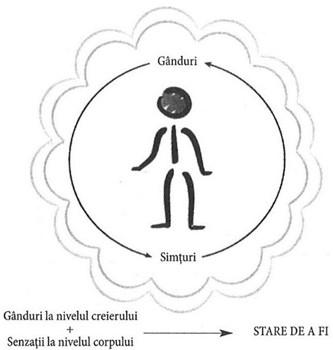 Gânduri
Simțuri
Gânduri la nivelul creierului
+
Senzații la nivelul corpului
STARE DE A FI